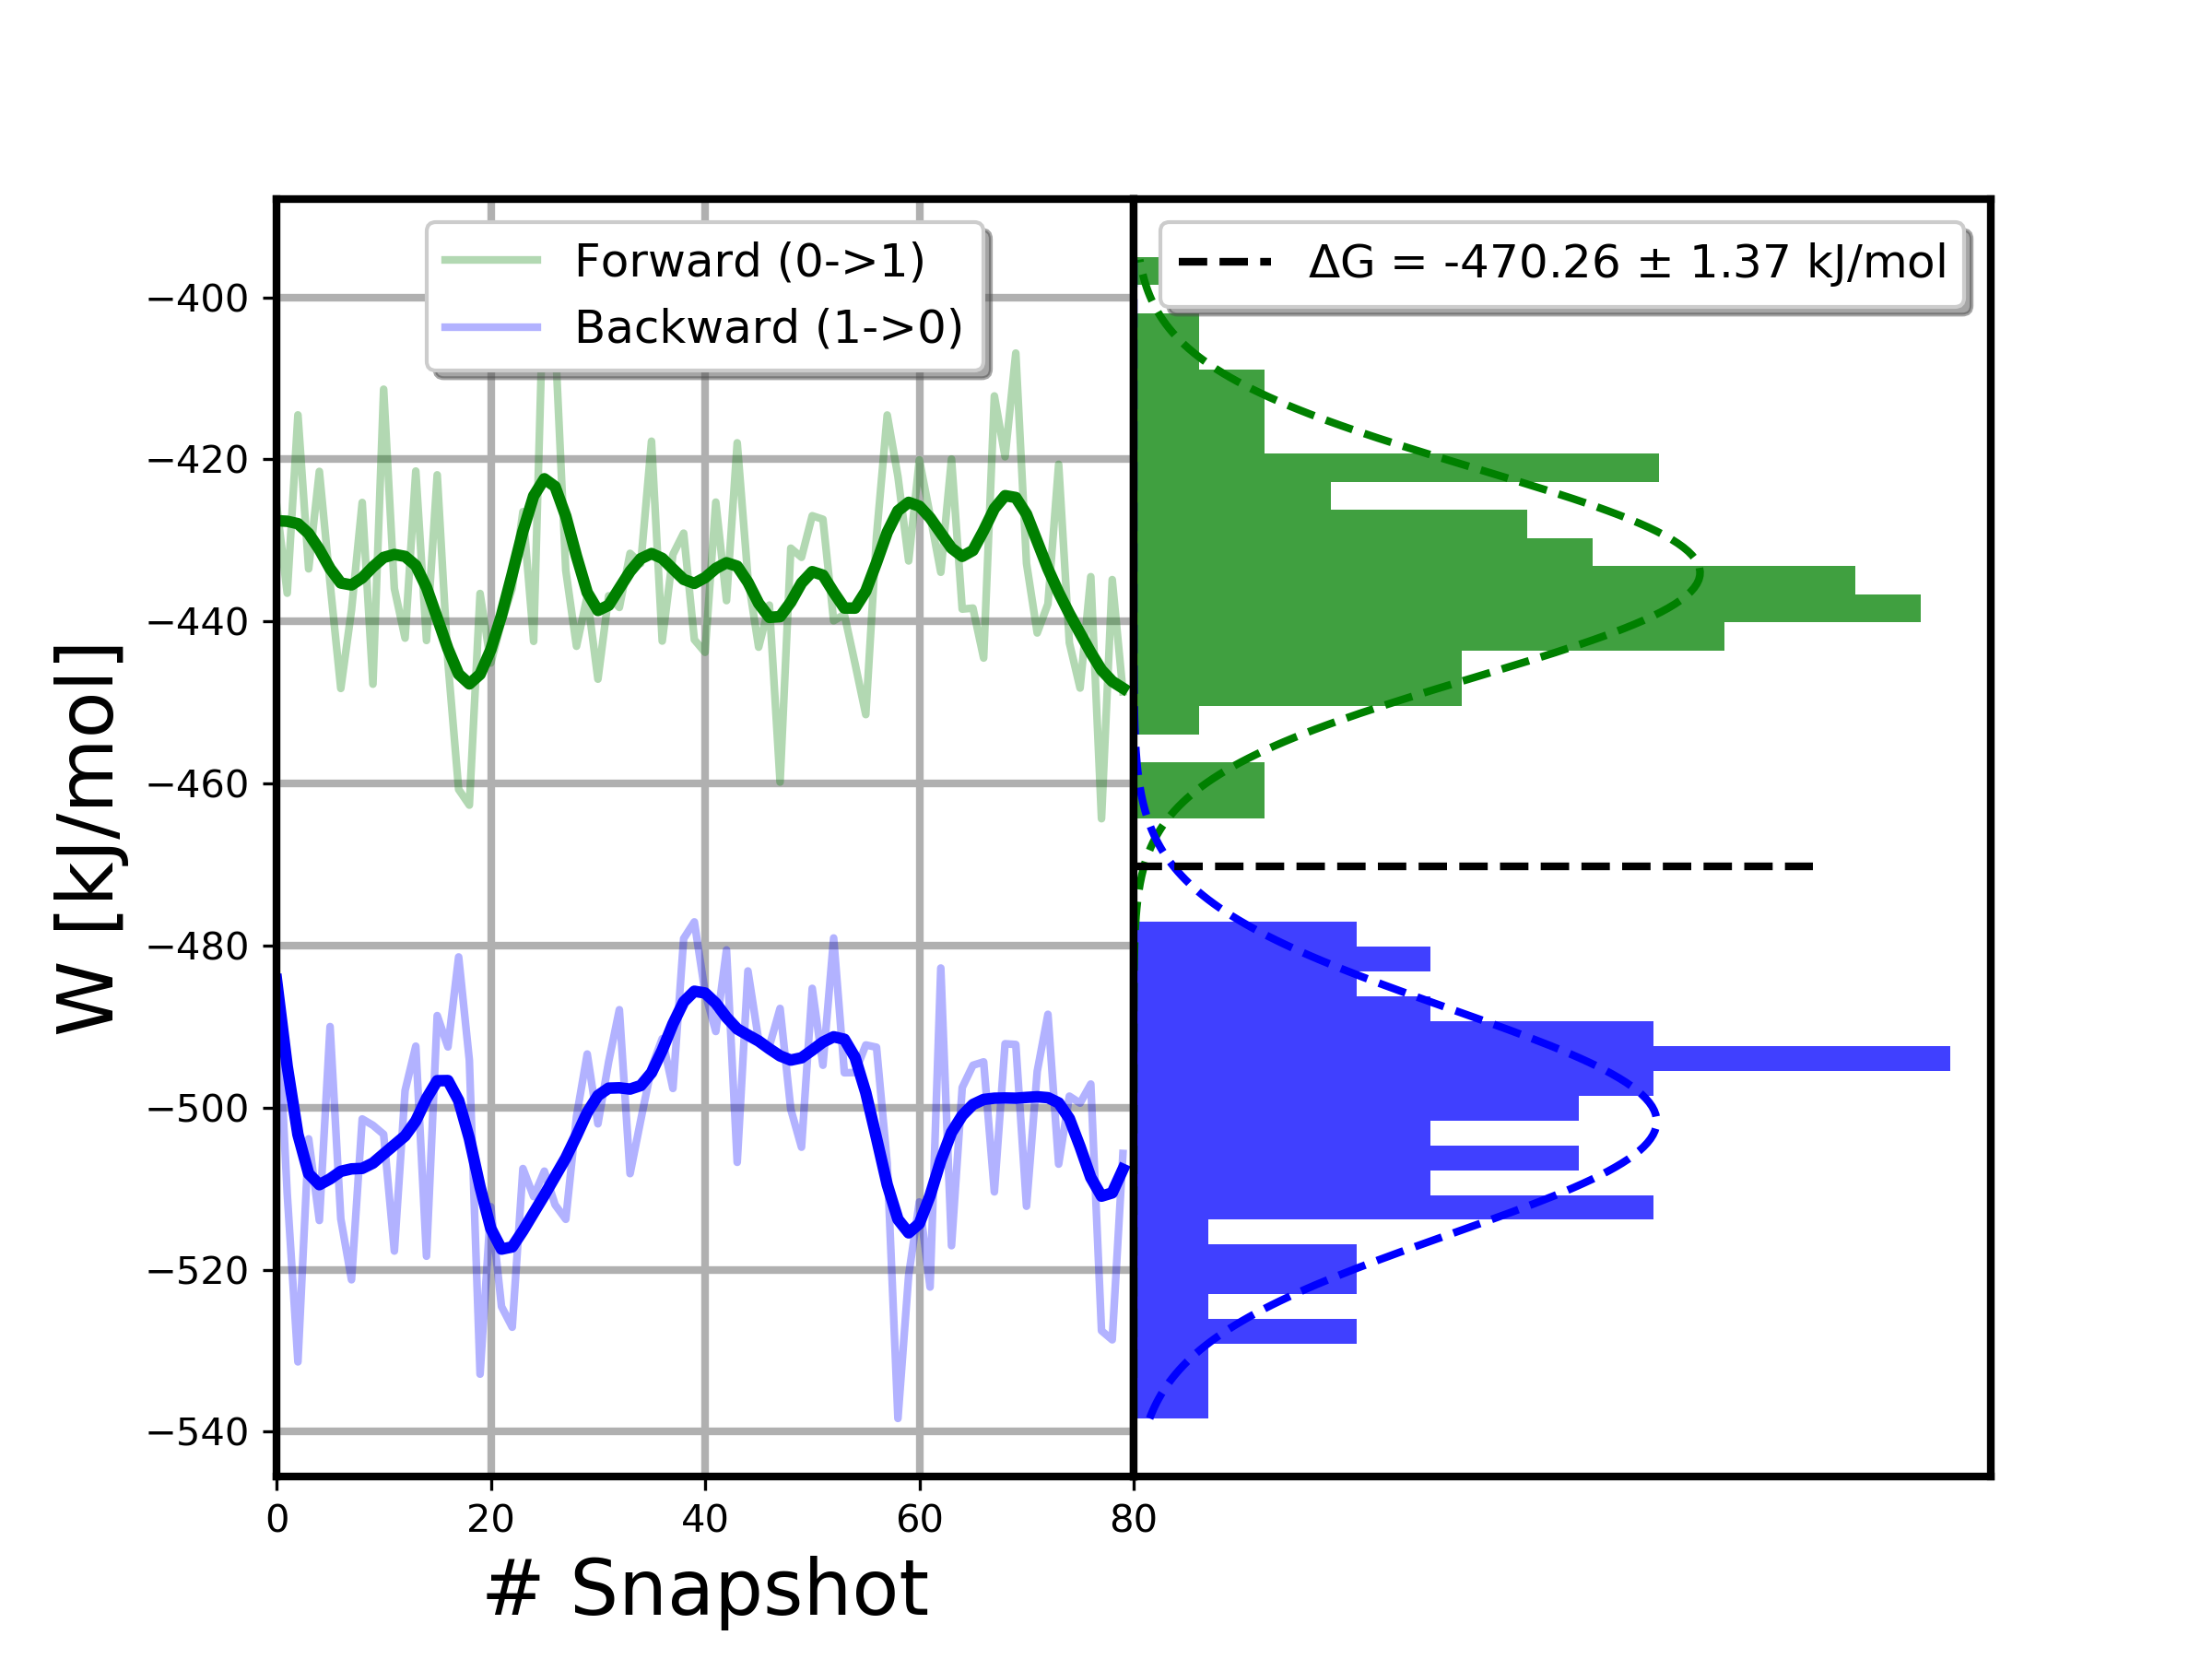 Forward (0->1)
Backward (1->0)
ΔG = -470.26 ± 1.37 kJ/mol
W [kJ/mol]
−400
−420
−440
−460
−480
−500
−520
−540
0 20 40 60 80
# Snapshot